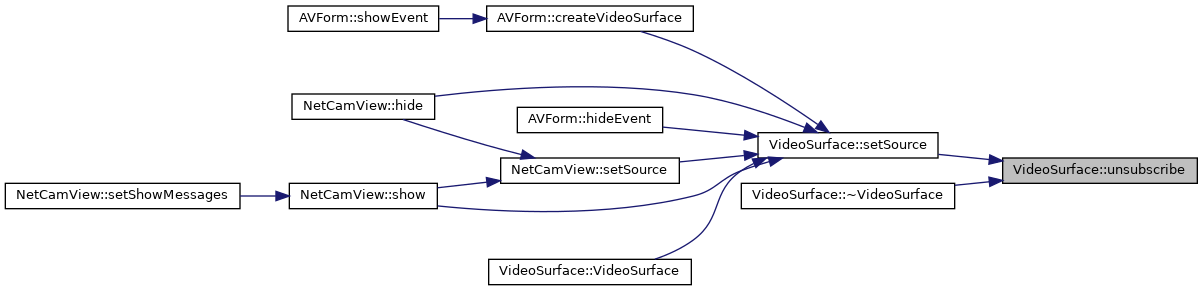 AVForm::showEvent
AVForm::createVideoSurface
NetCamView::hide
AVForm::hideEvent
VideoSurface::setSource
NetCamView::setSource
VideoSurface::unsubscribe
NetCamView::setShowMessages
NetCamView::show
VideoSurface::~VideoSurface
VideoSurface::VideoSurface